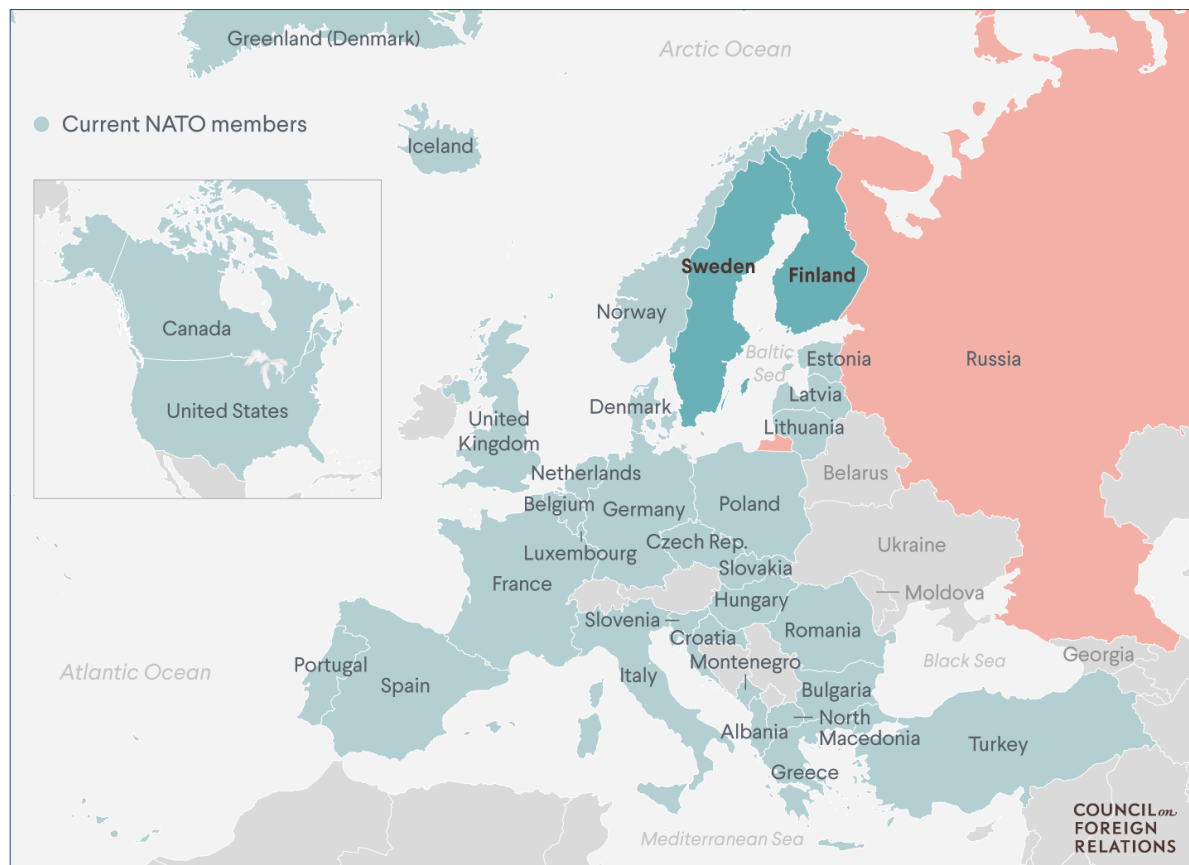 Greenland (Denmark)
Arctic Ocean
Current NATO members
Iceland
Canada
United States
Sweden
Finland
Norway
Baltic
Sea
Estonia
Russia
Latvia
Denmark
Lithuania
United
Kingdom
Netherlands
Belarus
Belgium
Germany
Poland
Czech Rep.
Ukraine
Luxembourg
Slovakia
France
Hungary
Moldova
Slovenia
Croatia
Romania
Georgia
Portugal
Montenegro
Black Sea
Atlantic Ocean
Spain
Italy
Bulgaria
Albania
North
Macedonia
Turkey
Greece
Mediterranean Sea
COUNCIL on
FOREIGN
RELATIONS